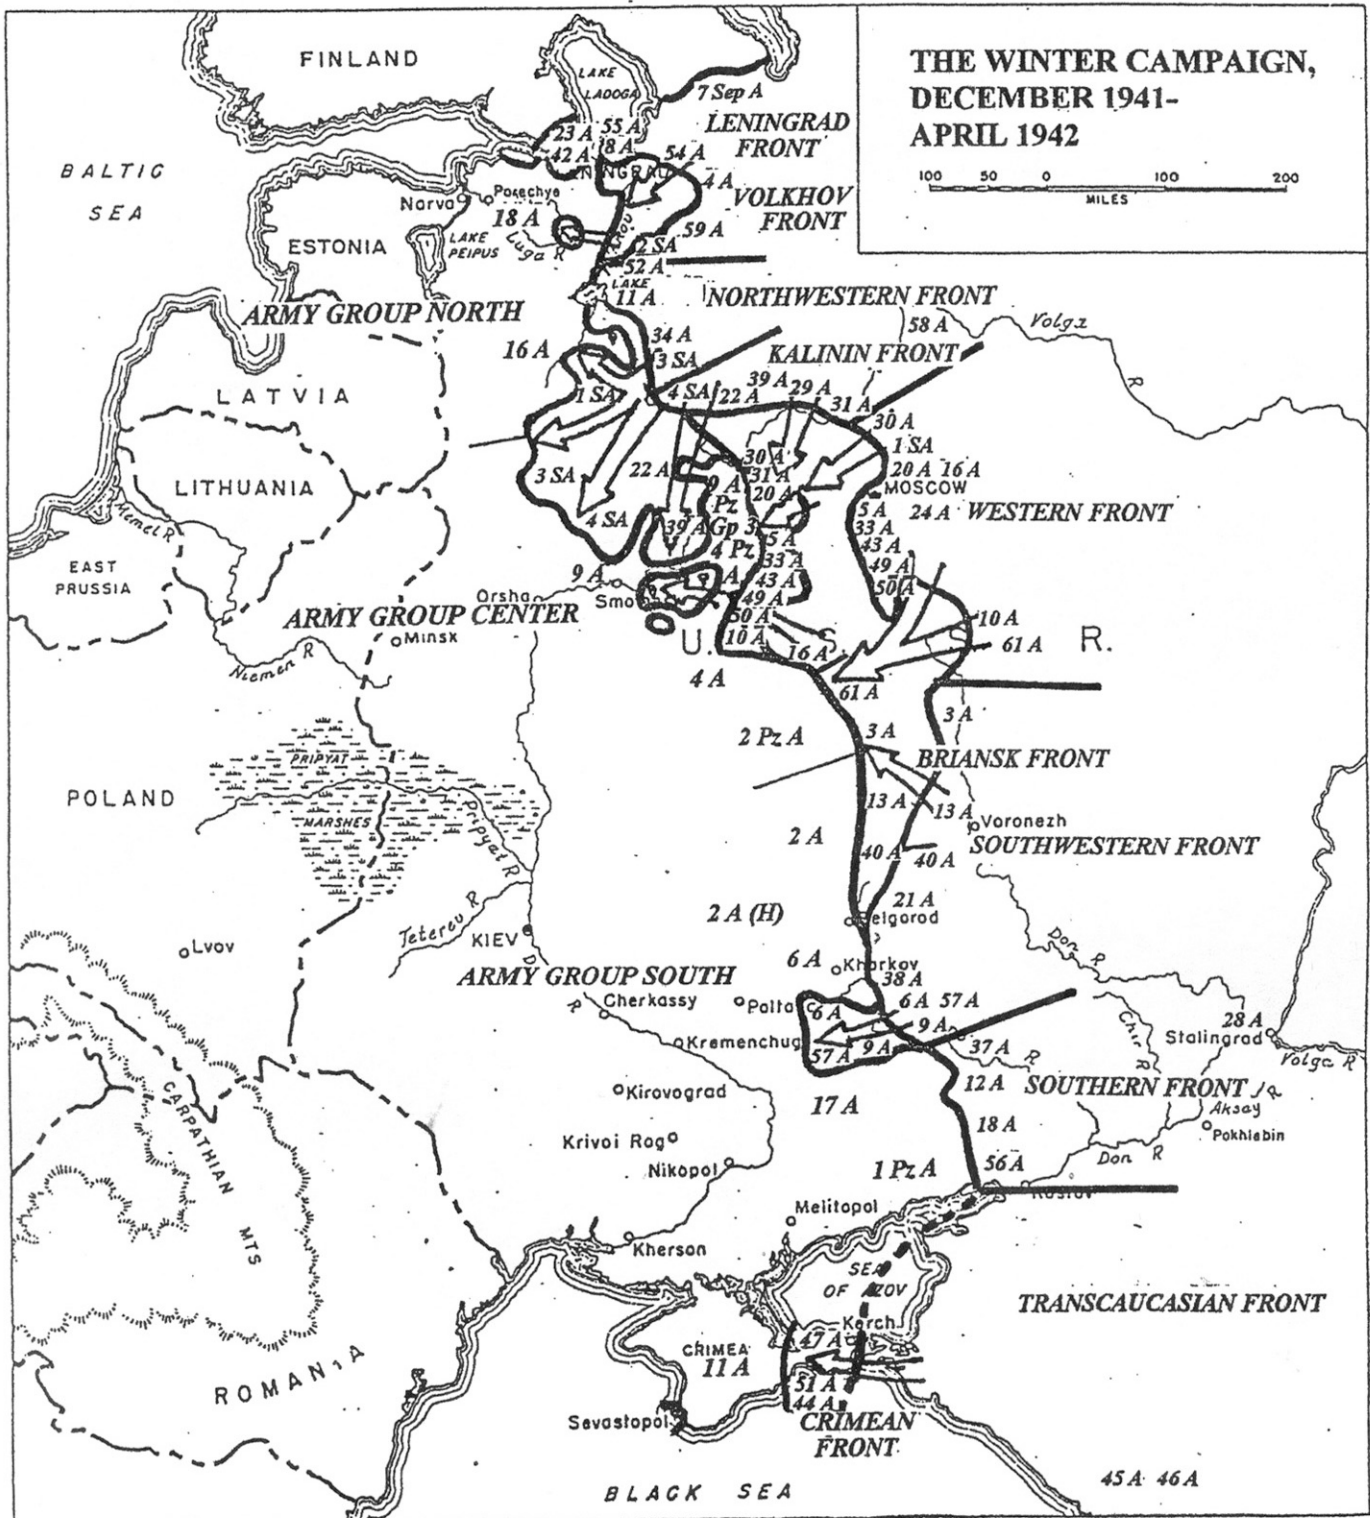 THE WINTER CAMPAIGN,
DECEMBER 1941-
APRIL 1942
100 50 0 100 200
MILES
FINLAND
LAKE
LADOGA
7 Sep A
LENINGRAD
FRONT
23 A
55 A
8 A
42 A
54 A
4 A
BALTIC
SEA
VOLKHOV
FRONT
Narva
Porechye
18 A
59 A
ESTONIA
LAKE
PEIPUS
Luga R
2 SA
52 A
LAKE
11 A
ARMY GROUP NORTH
NORTHWESTERN FRONT
58 A
Volga
R
16 A
34 A
3 SA
KALININ FRONT
LATVIA
1 SA
4 SA
22 A
39 A
29 A
31 A
30 A
1 SA
20 A 16 A
MOSCOW
LITHUANIA
3 SA
22 A
30 A
31 A
9 A
20 A
Pz
Gp 3
Memel R
4 SA
39 A
4 Pz
A
5 A
24 A
WESTERN FRONT
33 A
43 A
49 A
50 A
5 A
33 A
43 A
49 A
50 A
10 A
EAST
PRUSSIA
9 A
Orsha
ARMY GROUP CENTER
Minsk
Niemen R
U.
S.
R.
10 A
61 A
16 A
4 A
61 A
3 A
2 Pz A
3 A
BRIANSK FRONT
PRIPYAT
MARSHES
Pripyat R
POLAND
13 A
13 A
Voronezh
2 A
SOUTHWESTERN FRONT
40 A
40 A
21 A
2 A (H)
Belgorod
Teterev R
KIEV
D
Lvov
Don
R
ARMY GROUP SOUTH
6 A
Kharkov
38 A
R
Cherkassy
Polta
6 A
6 A 57 A
Kremenchug
57 A
9 A
9 A
37 A
R
Chir R
28 A
Stalingrad
Volga R
12 A
SOUTHERN FRONT
R
Aksay
Pokhlebin
CARPATHIAN
MTS
Kirovograd
17 A
18 A
Krivoi Rog
Nikopol
1 Pz A
56 A
Don R
Rostov
Melitopol
Kherson
SEA
OF AZOV
TRANSCAUCASIAN FRONT
Kerch
47 A
CRIMEA
11 A
51 A
44 A
ROMANIA
Sevastopol
CRIMEAN
FRONT
BLACK SEA
45 A 46 A